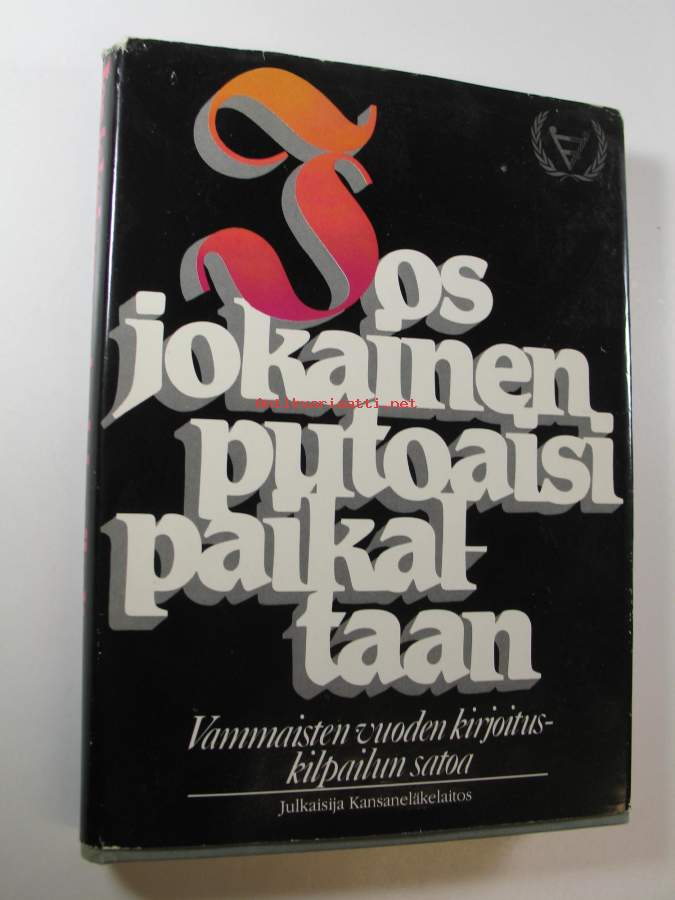 Jos
jokainen
putoaisi
paikal-
taan
Vammaisten vuoden kirjoitus-
kilpailun satoa
Julkaisija Kansaneläkelaitos
antikvariaatti.net